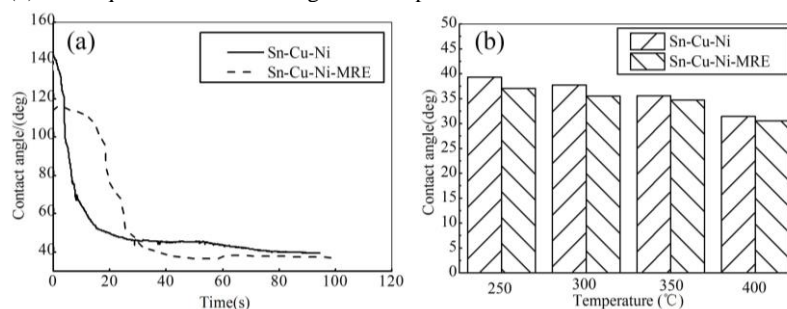 (a)
Sn-Cu-Ni
Sn-Cu-Ni-MRE
Contact angle/(deg)
160
140
120
100
80
60
40
0
20
40
60
80
100
120
Time(s)
(b)
Sn-Cu-Ni
Sn-Cu-Ni-MRE
Contact angle(deg)
50
45
40
35
30
25
20
15
10
5
0
250
300
350
400
Temperature (℃)